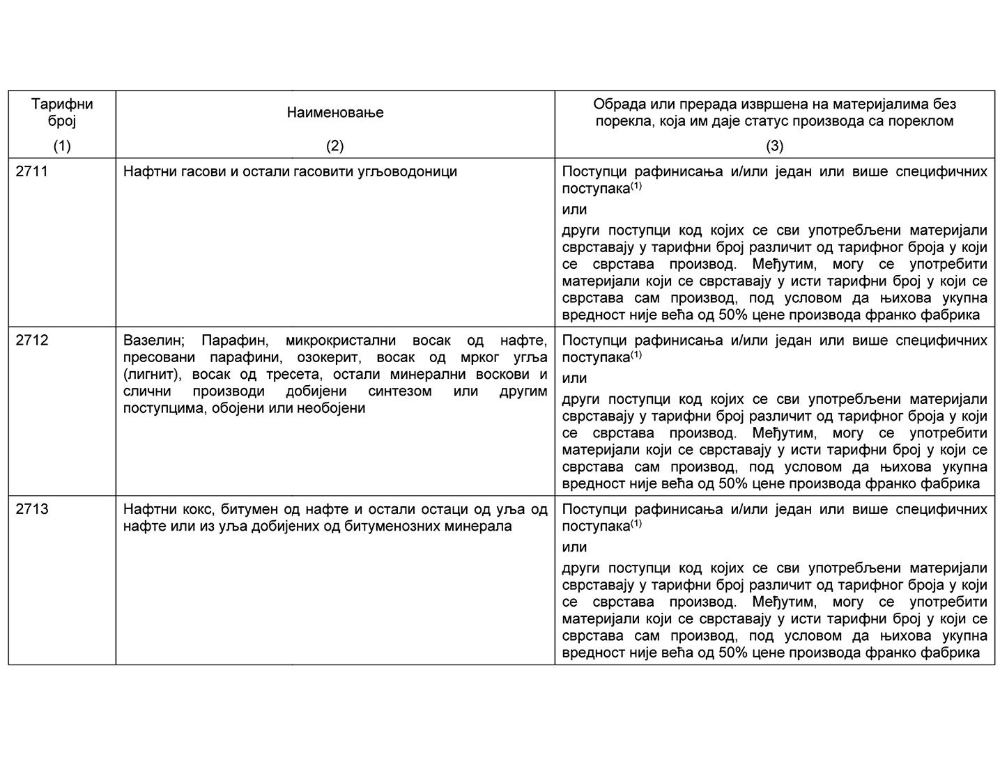 Тарифни
број
(1)
Наименовање
(2)
Обрада или прерада извршена на материјалима без
порекла, која им даје статус производа са пореклом
(3)
2711
Нафтни гасови и остали гасовити угљоводоници
Поступци рафинисања и/или један или више специфичних
поступака(1)
или
други поступци код којих се сви употребљени материјали
сврставају у тарифни број различит од тарифног броја у који
се сврстава производ. Међутим, могу се употребити
материјали који се сврставају у исти тарифни број у који се
сврстава сам производ, под условом да њихова укупна
вредност није већа од 50% цене производа франко фабрика
2712
Вазелин; Парафин, микрокристални восак од нафте,
пресовани парафини, озокерит, восак од мрког угља
(лигнит), восак од тресета, остали минерални воскови и
слични производи добијени синтезом или другим
поступцима, обојени или необојени
Поступци рафинисања и/или један или више специфичних
поступака(1)
или
други поступци код којих се сви употребљени материјали
сврставају у тарифни број различит од тарифног броја у који
се сврстава производ. Међутим, могу се употребити
материјали који се сврставају у исти тарифни број у који се
сврстава сам производ, под условом да њихова укупна
вредност није већа од 50% цене производа франко фабрика
2713
Нафтни кокс, битумен од нафте и остали остаци од уља од
нафте или из уља добијених од битуменозних минерала
Поступци рафинисања и/или један или више специфичних
поступака(1)
или
други поступци код којих се сви употребљени материјали
сврставају у тарифни број различит од тарифног броја у који
се сврстава производ. Међутим, могу се употребити
материјали који се сврставају у исти тарифни број у који се
сврстава сам производ, под условом да њихова укупна
вредност није већа од 50% цене производа франко фабрика